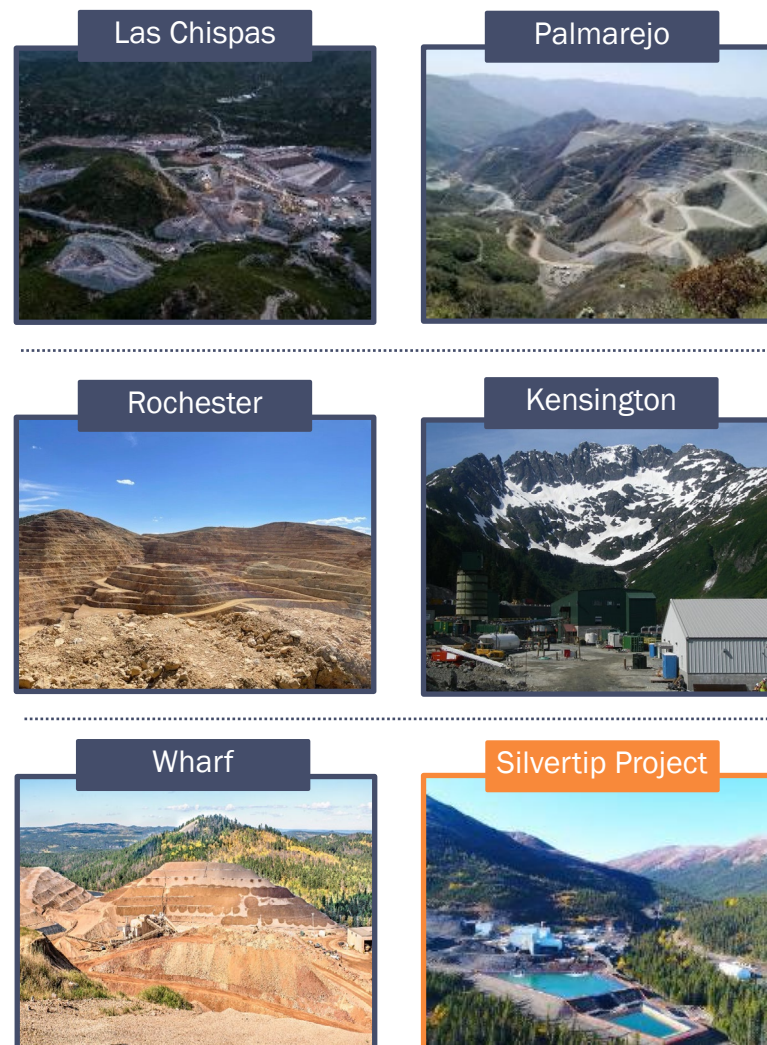 Las Chispas
Palmarejo
Rochester
Kensington
Wharf
Silvertip Project